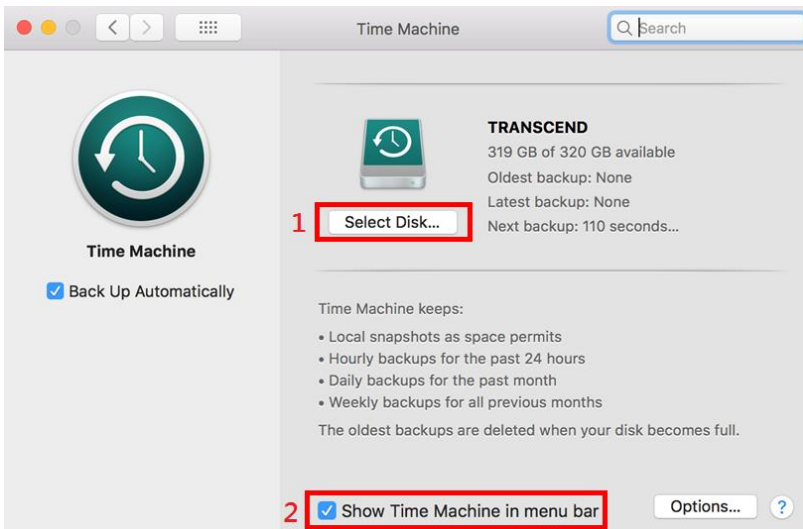 Time Machine
Search
TRANSCEND
319 GB of 320 GB available
Oldest backup: None
Latest backup: None
1 Select Disk...
Next backup: 110 seconds...
Time Machine
Back Up Automatically
Time Machine keeps:
• Local snapshots as space permits
• Hourly backups for the past 24 hours
• Daily backups for the past month
• Weekly backups for all previous months
The oldest backups are deleted when your disk becomes full.
2 Show Time Machine in menu bar
Options... ?